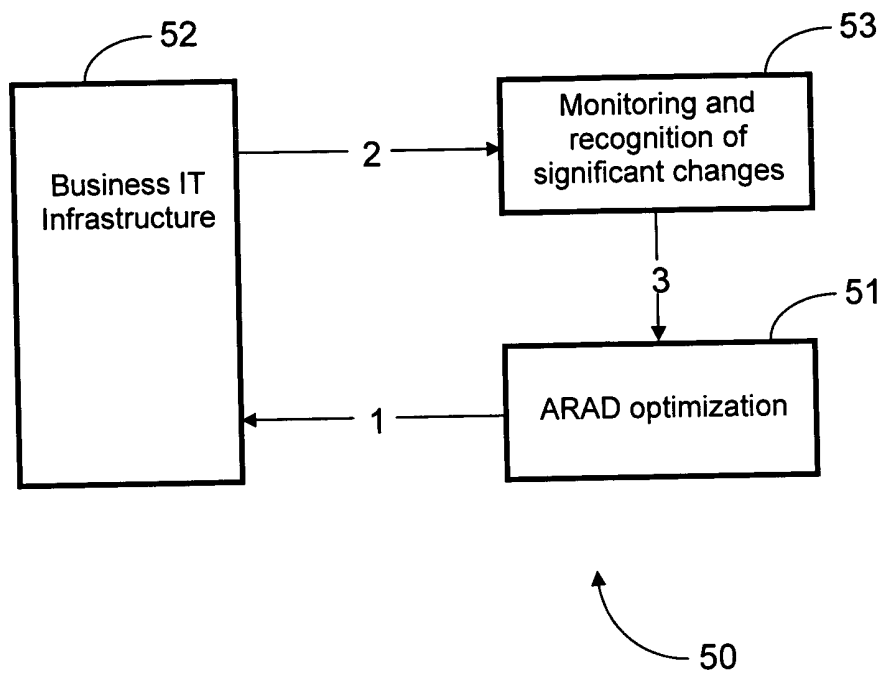 52
53
Monitoring and
recognition of
significant changes
2
Business IT
Infrastructure
3
51
ARAD optimization
1
50